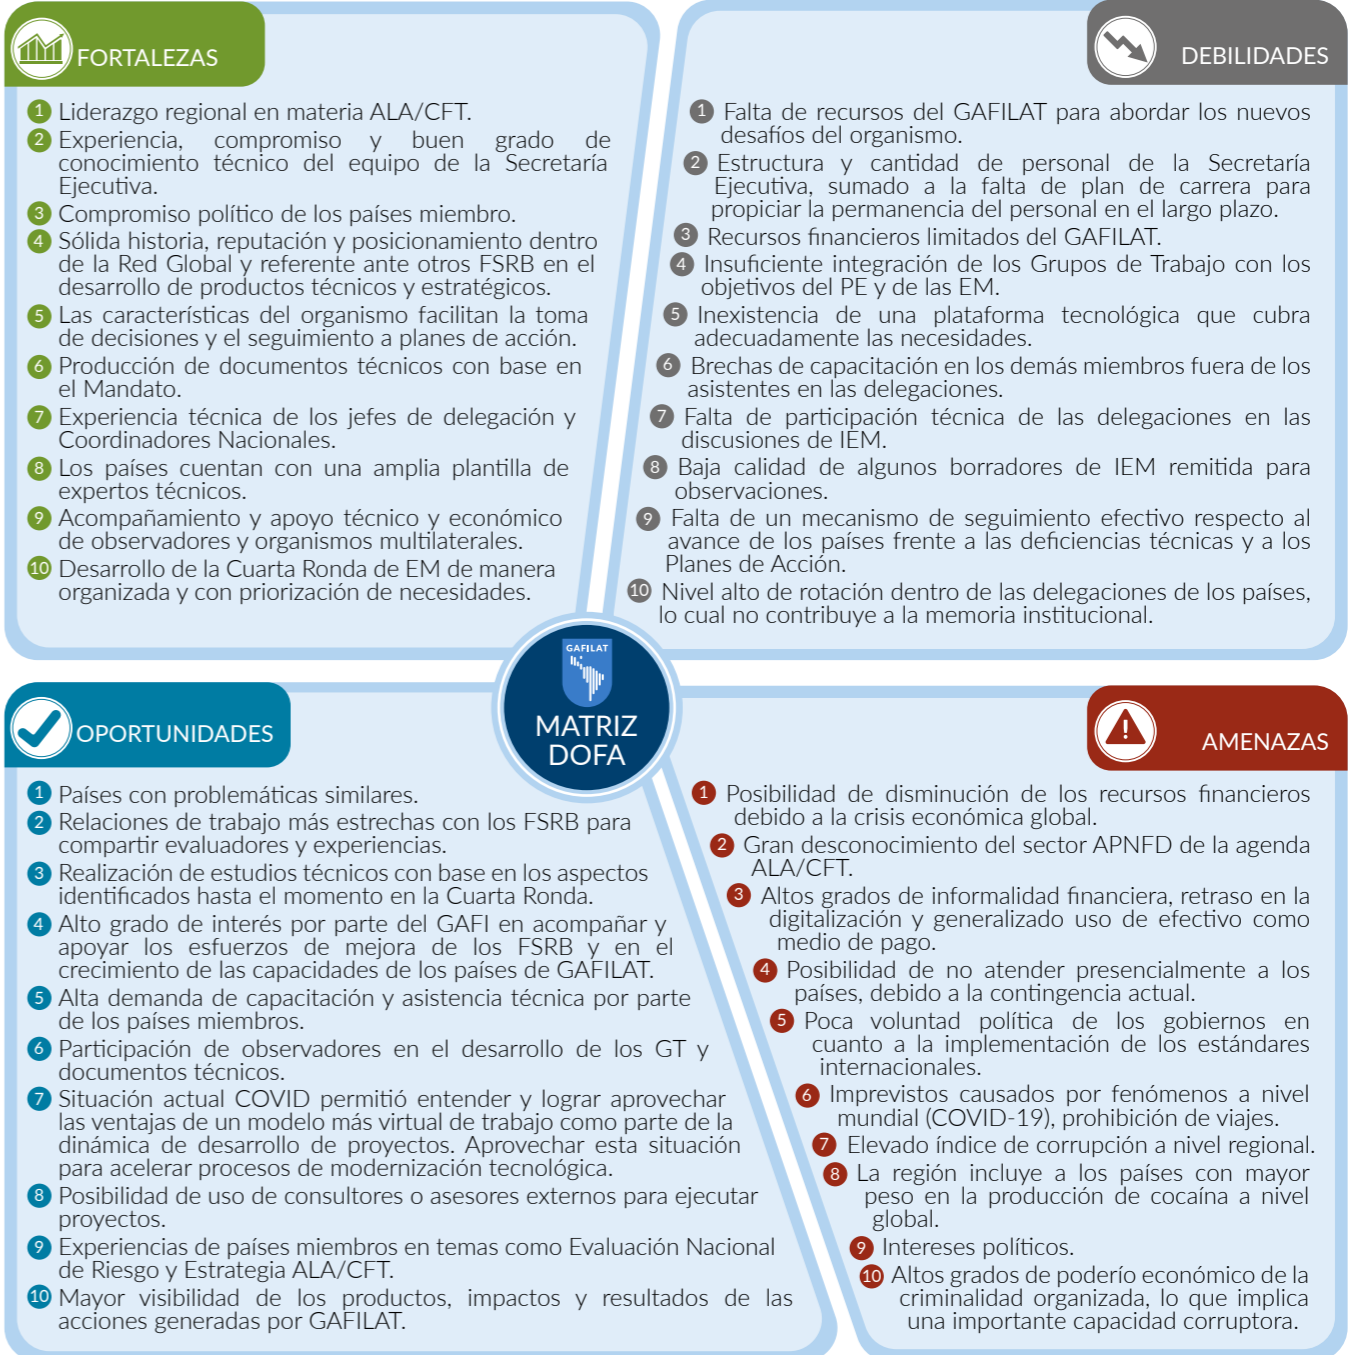 FORTALEZAS
1 Liderazgo regional en materia ALA/CFT.
2 Experiencia, compromiso y buen grado de
conocimiento técnico del equipo de la Secretaría
Ejecutiva.
3 Compromiso político de los países miembro.
4 Sólida historia, reputación y posicionamiento dentro
de la Red Global y referente ante otros FSRB en el
desarrollo de productos técnicos y estratégicos.
5 Las características del organismo facilitan la toma
de decisiones y el seguimiento a planes de acción.
6 Producción de documentos técnicos con base en
el Mandato.
7 Experiencia técnica de los jefes de delegación y
Coordinadores Nacionales.
8 Los países cuentan con una amplia plantilla de
expertos técnicos.
9 Acompañamiento y apoyo técnico y económico
de observadores y organismos multilaterales.
10 Desarrollo de la Cuarta Ronda de EM de manera
organizada y con priorización de necesidades.
DEBILIDADES
1 Falta de recursos del GAFILAT para abordar los nuevos
desafíos del organismo.
2 Estructura y cantidad de personal de la Secretaría
Ejecutiva, sumado a la falta de plan de carrera para
propiciar la permanencia del personal en el largo plazo.
3 Recursos financieros limitados del GAFILAT.
4 Insuficiente integración de los Grupos de Trabajo con los
objetivos del PE y de las EM.
5 Inexistencia de una plataforma tecnológica que cubra
adecuadamente las necesidades.
6 Brechas de capacitación en los demás miembros fuera de los
asistentes en las delegaciones.
7 Falta de participación técnica de las delegaciones en las
discusiones de IEM.
8 Baja calidad de algunos borradores de IEM remitida para
observaciones.
9 Falta de un mecanismo de seguimiento efectivo respecto al
avance de los países frente a las deficiencias técnicas y a los
Planes de Acción.
10 Nivel alto de rotación dentro de las delegaciones de los países,
lo cual no contribuye a la memoria institucional.
GAFILAT
MATRIZ
DOFA
OPORTUNIDADES
1 Países con problemáticas similares.
2 Relaciones de trabajo más estrechas con los FSRB para
compartir evaluadores y experiencias.
3 Realización de estudios técnicos con base en los aspectos
identificados hasta el momento en la Cuarta Ronda.
4 Alto grado de interés por parte del GAFI en acompañar y
apoyar los esfuerzos de mejora de los FSRB y en el
crecimiento de las capacidades de los países de GAFILAT.
5 Alta demanda de capacitación y asistencia técnica por parte
de los países miembros.
6 Participación de observadores en el desarrollo de los GT y
documentos técnicos.
7 Situación actual COVID permitió entender y lograr aprovechar
las ventajas de un modelo más virtual de trabajo como parte de la
dinámica de desarrollo de proyectos. Aprovechar esta situación
para acelerar procesos de modernización tecnológica.
8 Posibilidad de uso de consultores o asesores externos para ejecutar
proyectos.
9 Experiencias de países miembros en temas como Evaluación Nacional
de Riesgo y Estrategia ALA/CFT.
10 Mayor visibilidad de los productos, impactos y resultados de las
acciones generadas por GAFILAT.
AMENAZAS
1 Posibilidad de disminución de los recursos financieros
debido a la crisis económica global.
2 Gran desconocimiento del sector APNFD de la agenda
ALA/CFT.
3 Altos grados de informalidad financiera, retraso en la
digitalización y generalizado uso de efectivo como
medio de pago.
4 Posibilidad de no atender presencialmente a los
países, debido a la contingencia actual.
5 Poca voluntad política de los gobiernos en
cuanto a la implementación de los estándares
internacionales.
6 Imprevistos causados por fenómenos a nivel
mundial (COVID-19), prohibición de viajes.
7 Elevado índice de corrupción a nivel regional.
8 La región incluye a los países con mayor
peso en la producción de cocaína a nivel
global.
9 Intereses políticos.
10 Altos grados de poderío económico de la
criminalidad organizada, lo que implica
una importante capacidad corruptora.